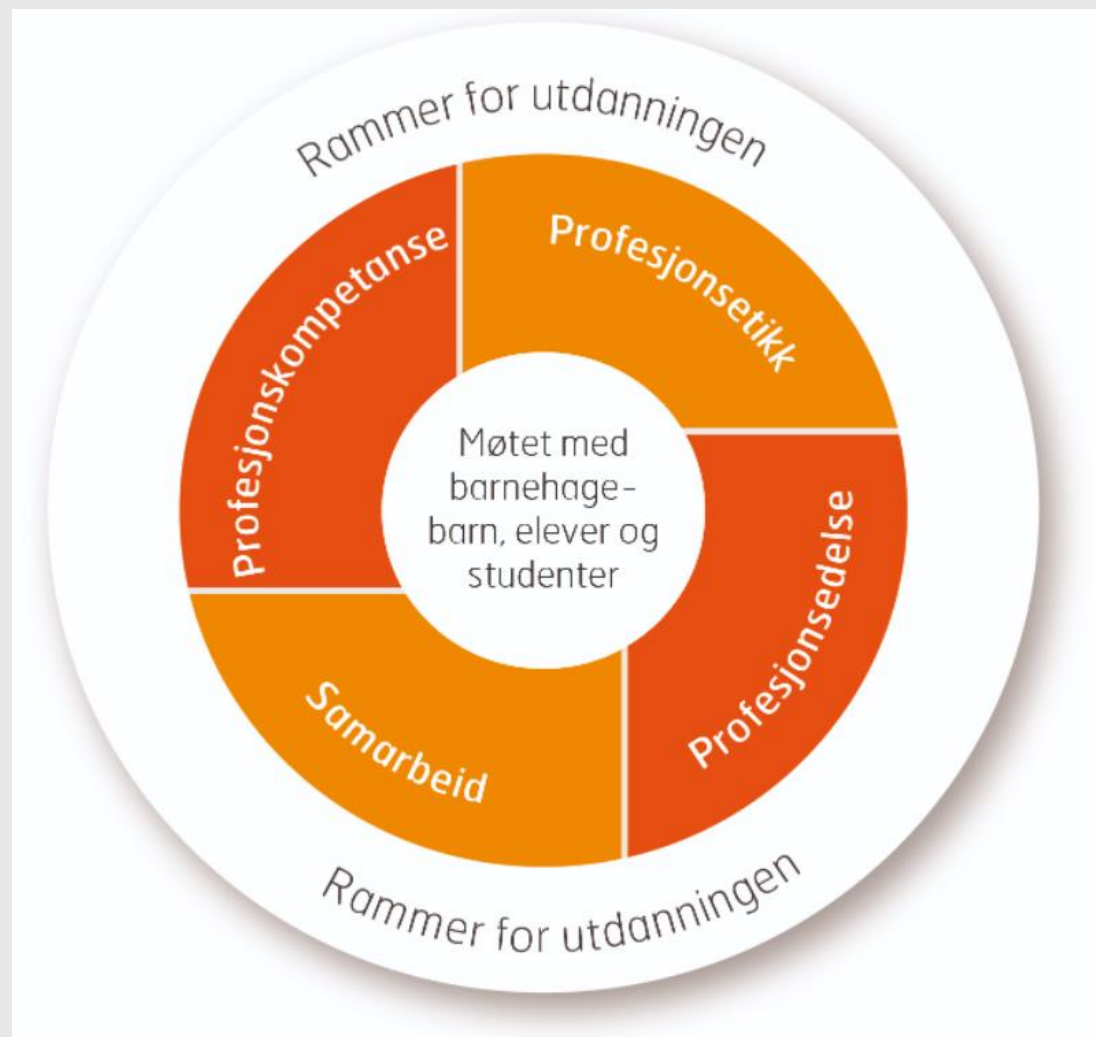 Rammer for utdanningen
Profesjonskompetanse
Profesjonsetikk
Møtet med
barnehage-
barn, elever og
studenter
Profesjonsedelse
Samarbeid
Rammer for utdanningen